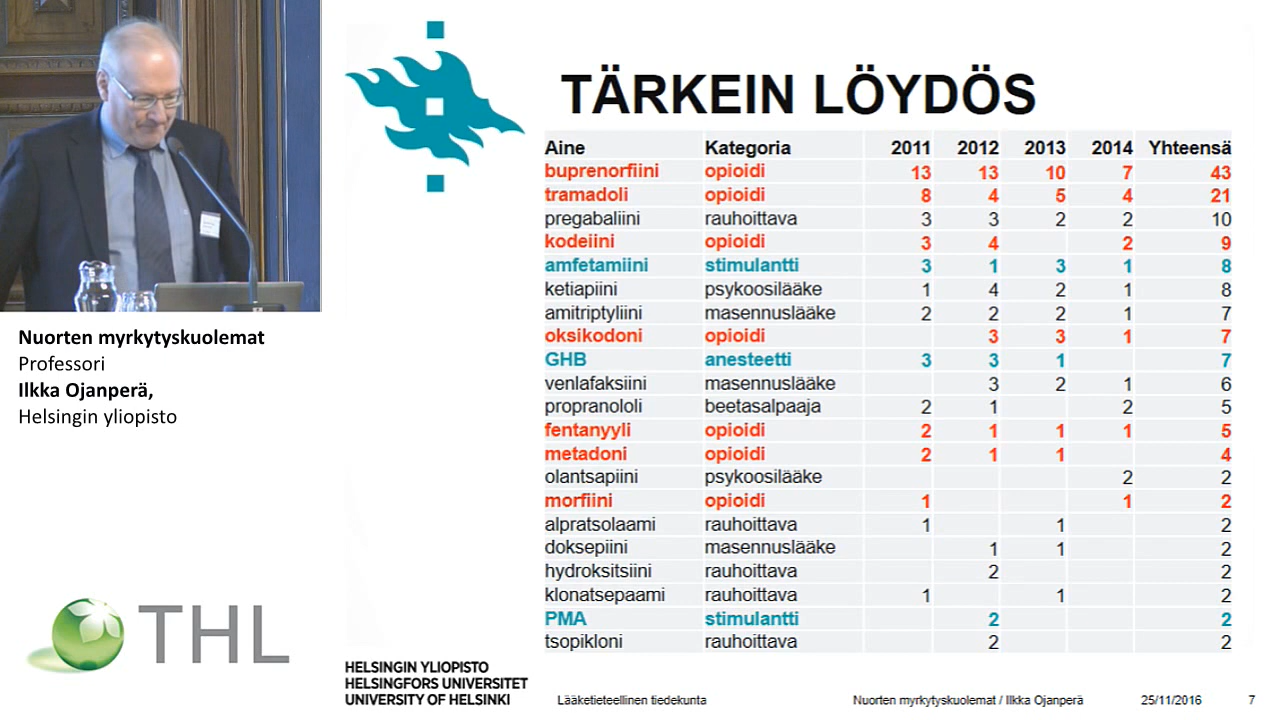 TÄRKEIN LÖYDÖS
Aine Kategoria 2011 2012 2013 2014 Yhteensä
buprenorfiini opioidi 13 13 10 7 43
tramadoli opioidi 8 4 5 4 21
pregabaliini rauhoittava 3 3 2 2 10
kodeiini opioidi 3 4 2 9
amfetamiini stimulantti 3 1 3 1 8
ketiapiini psykoosilääke 1 4 2 1 8
amitriptyliini masennuslääke 2 2 2 1 7
oksikodoni opioidi 3 3 1 7
GHB anesteetti 3 3 1 7
venlafaksiini masennuslääke 3 2 1 6
propranololi beetasalpaaja 2 1 2 5
fentanyyli opioidi 2 1 1 1 5
metadoni opioidi 2 1 1 4
olantsapiini psykoosilääke 2 2
morfiini opioidi 1 1 2
alpratsolaami rauhoittava 1 1 2
doksepiini masennuslääke 1 1 2
hydroksitsiini rauhoittava 2 2
klonatsepaami rauhoittava 1 1 2
PMA stimulantti 2 2
tsopikloni rauhoittava 2 2
Nuorten myrkytyskuolemat
Professori
Ilkka Ojanperä,
Helsingin yliopisto
THL
HELSINGIN YLIOPISTO
HELSINGFORS UNIVERSITET
UNIVERSITY OF HELSINKI
Lääketieteellinen tiedekunta
Nuorten myrkytyskuolemat / Ilkka Ojanperä
25/11/2016
7